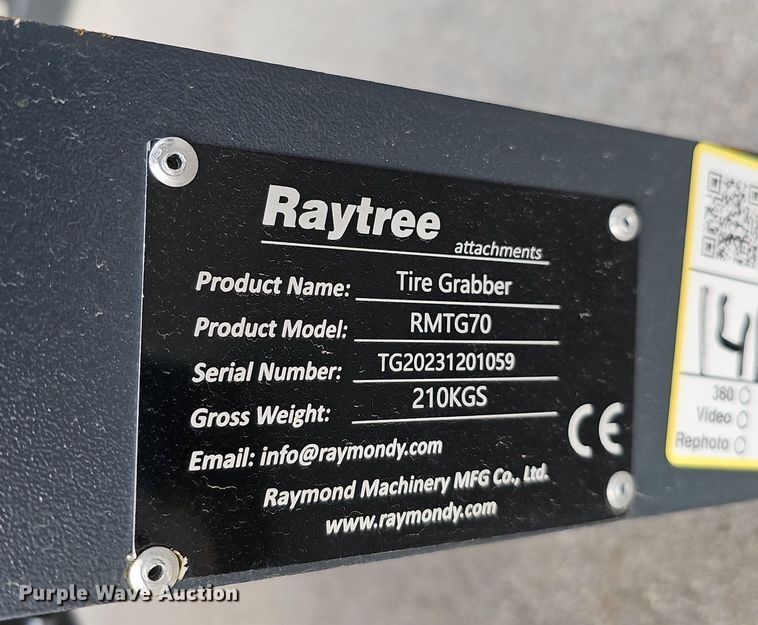 Raytree
attachments
Product Name: Tire Grabber
Product Model: RMTG70
Serial Number: TG20231201059
Gross Weight: 210KGS
Email: info@raymondy.com
CE
Raymond Machinery MFG Co., Ltd.
www.raymondy.com
14
360
Video
Rephoto
Purple Wave Auction